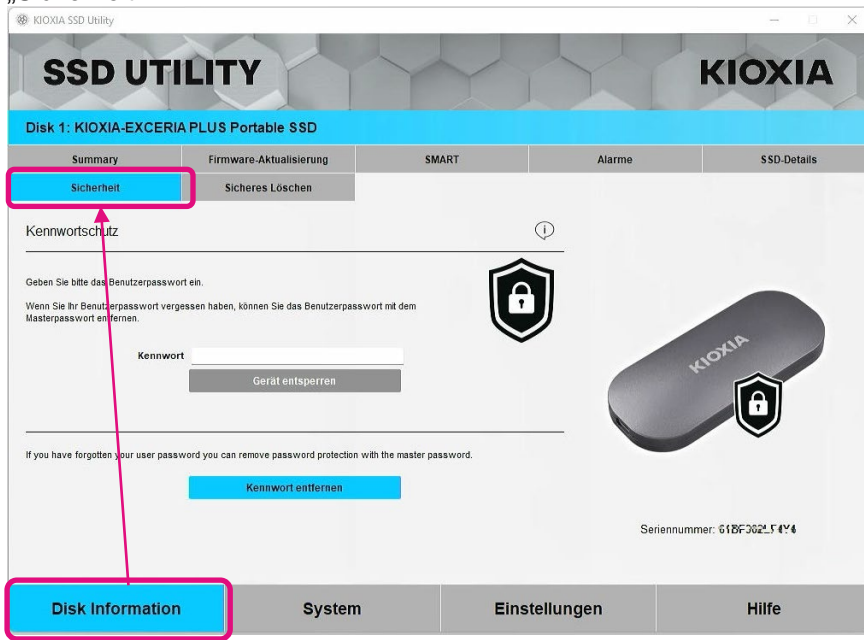 KIOXIA SSD Utility
SSD UTILITY
KIOXIA
Disk 1: KIOXIA-EXCERIA PLUS Portable SSD
Summary
Firmware-Aktualisierung
SMART
Alarme
SSD-Details
Sicherheit
Sicheres Löschen
Kennwortschutz
Geben Sie bitte das Benutzerpasswort ein.
Wenn Sie Ihr Benutzerpasswort vergessen haben, können Sie das Benutzerpasswort mit dem
Masterpasswort entfernen.
Kennwort
Gerät entsperren
KIOXIA
If you have forgotten your user password you can remove password protection with the master password.
Kennwort entfernen
Seriennummer:
Disk Information
System
Einstellungen
Hilfe